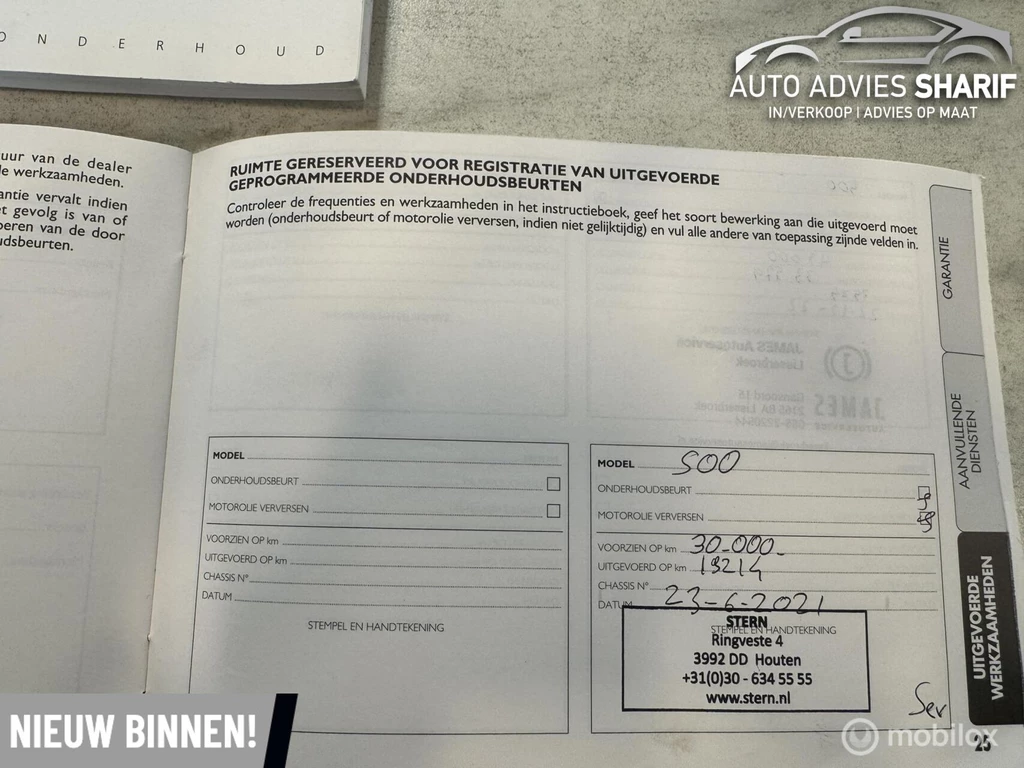 ONDERHOUD
AUTO ADVIES SHARIF
IN/VERKOOP | ADVIES OP MAAT
uur van de dealer
werkzaamheden.
antie vervalt indien
gevolg is van of
van de door
RUIMTE GERESERVEERD VOOR REGISTRATIE VAN UITGEVOERDE
GEPROGRAMMEERDE ONDERHOUDSBEURTEN
Controleer de frequenties en werkzaamheden in het instructieboek, geef het soort bewerking aan die uitgevoerd moet
worden (onderhoudsbeurt of motorolie verversen, indien niet gelijktijdig) en vul alle andere van toepassing zijnde velden in.
GARANTIE
AANVULLENDE
DIENSTEN
UITGEVOERDE
WERKZAAMHEDEN
MODEL
ONDERHOUDSBEURT
MOTOROLIE VERVERSEN
VOORZIEN OP km
UITGEVOERD OP km
CHASSIS N°
DATUM
STEMPEL EN HANDTEKENING
MODEL 500
ONDERHOUDSBEURT
MOTOROLIE VERVERSEN
VOORZIEN OP km 30-000-
UITGEVOERD OP km 19214
CHASSIS N°
DATUM 23-6-2021
STEMPEL EN HANDTEKENING
STERN
Ringveste 4
3992 DD Houten
+31(0)30 - 634 55 55
www.stern.nl
Ser
25
NIEUW BINNEN!
mobilox